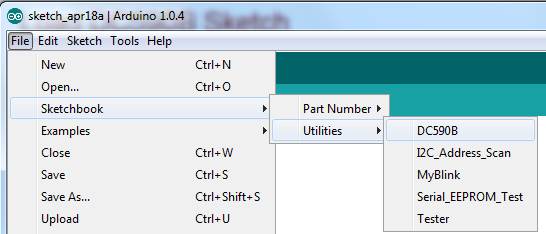 sketch_apr18a | Arduino 1.0.4
File Edit Sketch Tools Help
New Ctrl+N
Open... Ctrl+O
Sketchbook Part Number
Examples Utilities DC590B
Close Ctrl+W I2C_Address_Scan
Save Ctrl+S MyBlink
Save As... Ctrl+Shift+S Serial_EEPROM_Test
Upload Ctrl+U Tester